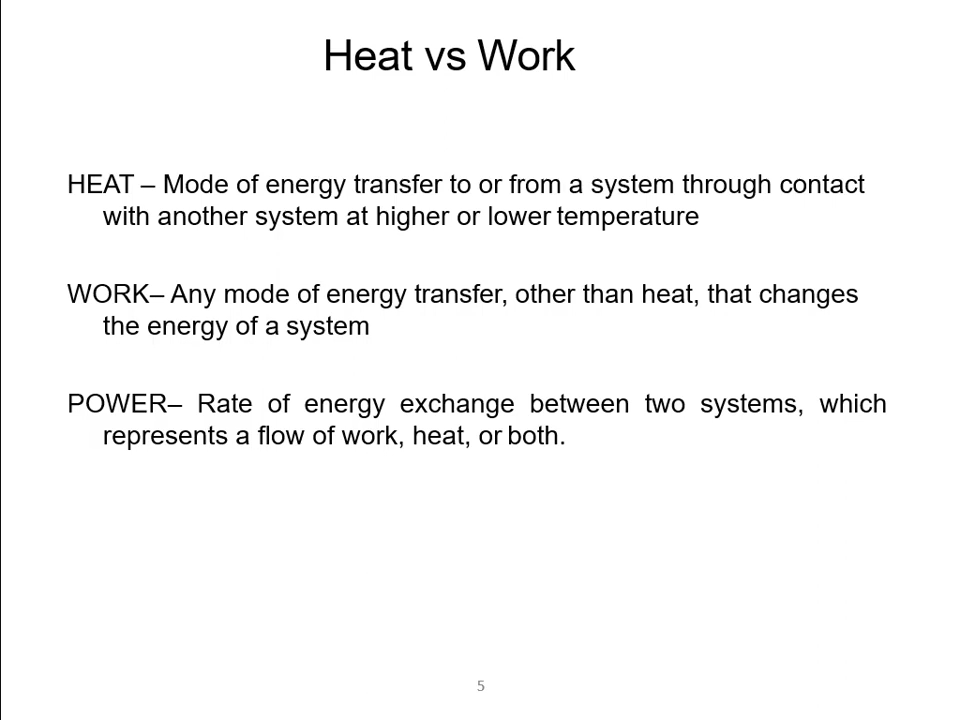 Heat vs Work
HEAT – Mode of energy transfer to or from a system through contact
with another system at higher or lower temperature
WORK– Any mode of energy transfer, other than heat, that changes
the energy of a system
POWER– Rate of energy exchange between two systems, which
represents a flow of work, heat, or both.
5